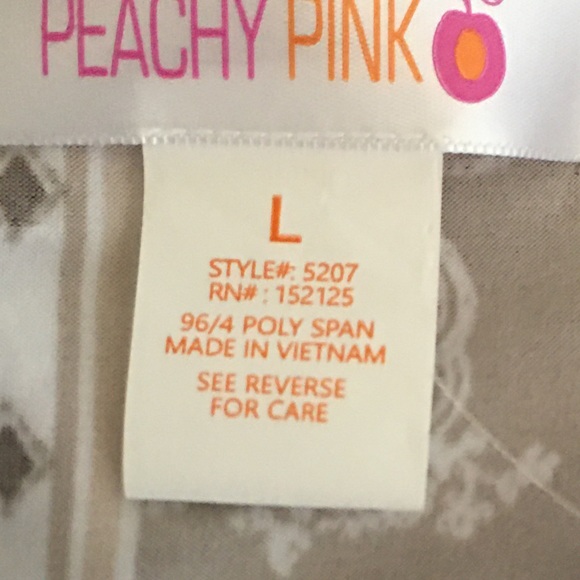 PEACHY PINK
L
STYLE#: 5207
RN# : 152125
96/4 POLY SPAN
MADE IN VIETNAM
SEE REVERSE
FOR CARE